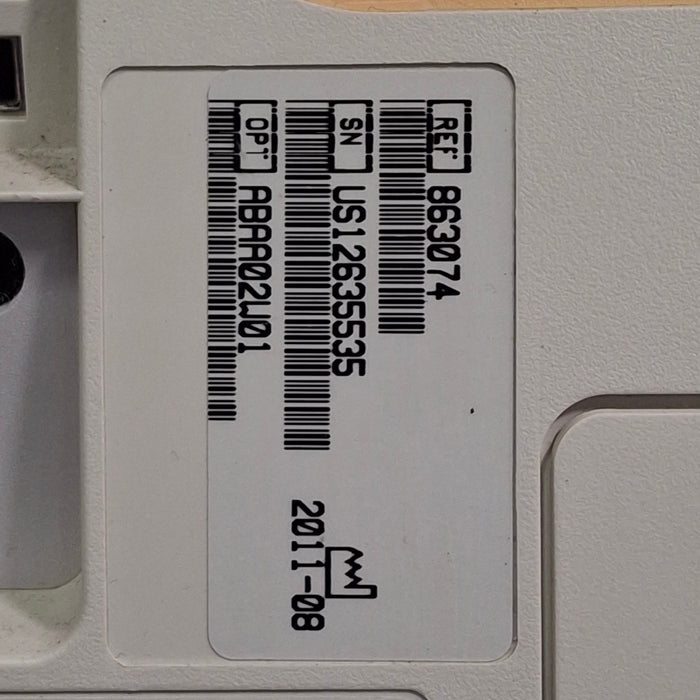 REF 863074
SN US12635535
OPT ABAA02W01
2011-08